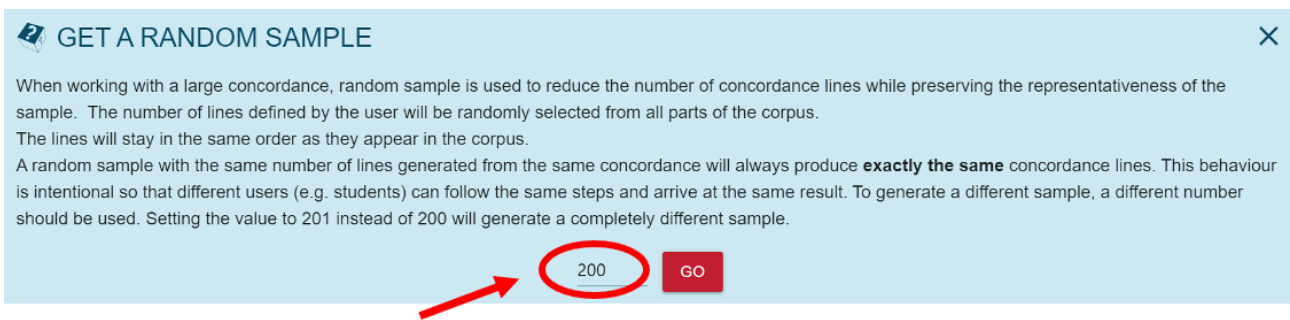 GET A RANDOM SAMPLE
When working with a large concordance, random sample is used to reduce the number of concordance lines while preserving the representativeness of the
sample.  The number of lines defined by the user will be randomly selected from all parts of the corpus.
The lines will stay in the same order as they appear in the corpus.
A random sample with the same number of lines generated from the same concordance will always produce exactly the same concordance lines. This behaviour
is intentional so that different users (e.g. students) can follow the same steps and arrive at the same result. To generate a different sample, a different number
should be used. Setting the value to 201 instead of 200 will generate a completely different sample.
200 GO